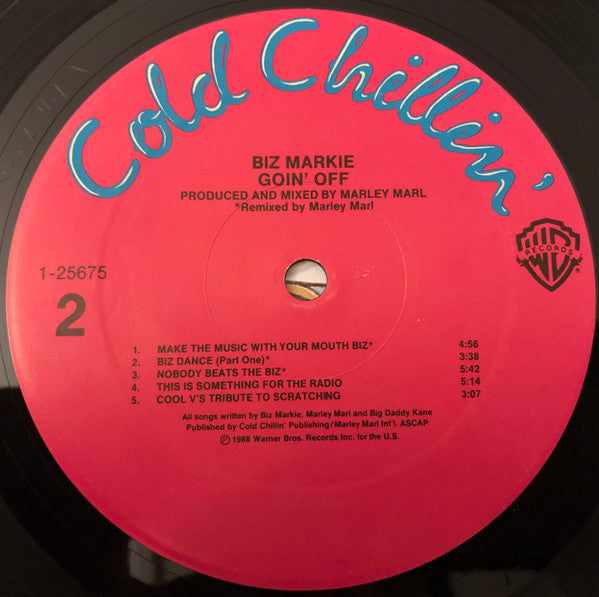 Cold Chillin'
BIZ MARKIE
GOIN' OFF
PRODUCED AND MIXED BY MARLEY MARL
*Remixed by Marley Marl
WB
RECORDS
®
1-25675
2
1. MAKE THE MUSIC WITH YOUR MOUTH BIZ* 4:56
2. BIZ DANCE (Part One)* 3:38
3. NOBODY BEATS THE BIZ* 5:42
4. THIS IS SOMETHING FOR THE RADIO 5:14
5. COOL V'S TRIBUTE TO SCRATCHING 3:07
All songs written by Biz Markie, Marley Marl and Big Daddy Kane
Published by Cold Chillin' Publishing/Marley Marl Int'l. ASCAP
℗ 1988 Warner Bros. Records Inc. for the U.S.